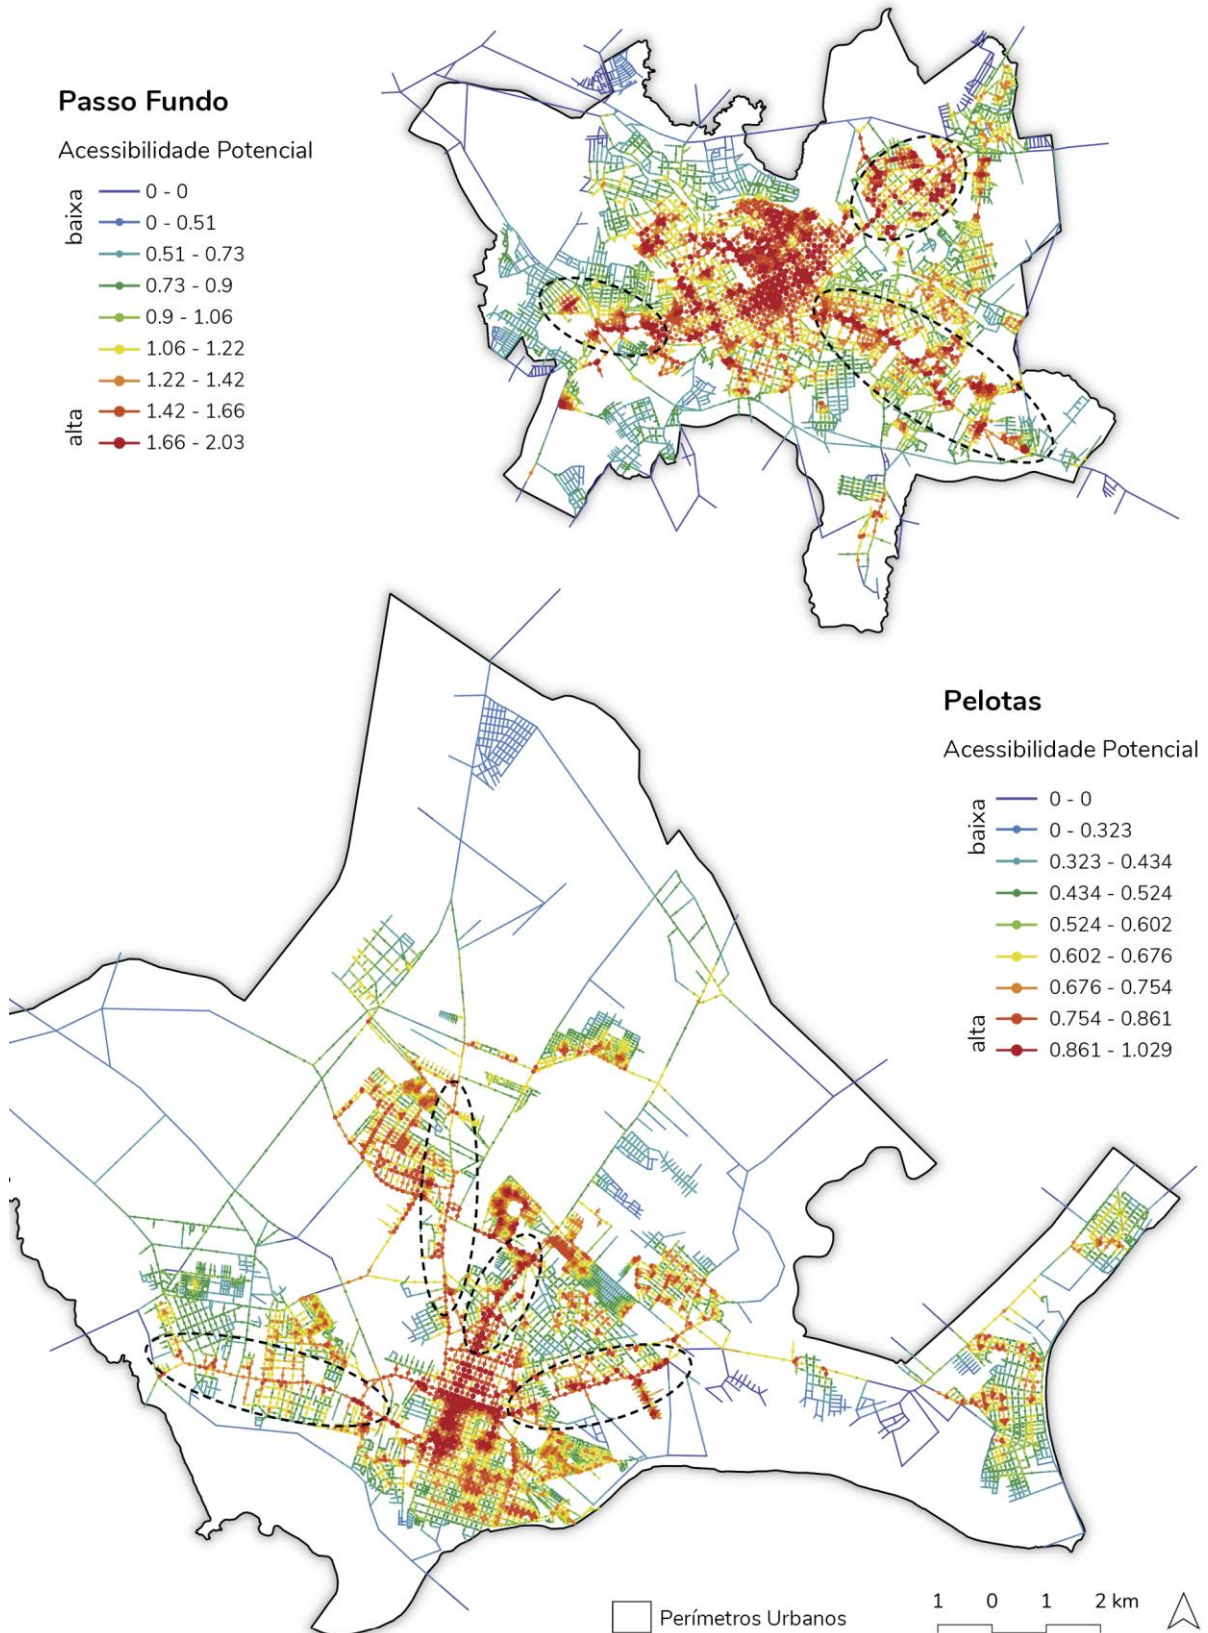 Passo Fundo
Acessibilidade Potencial
baixa
0 - 0
0 - 0.51
0.51 - 0.73
0.73 - 0.9
0.9 - 1.06
1.06 - 1.22
1.22 - 1.42
alta
1.42 - 1.66
1.66 - 2.03
Pelotas
Acessibilidade Potencial
baixa
0 - 0
0 - 0.323
0.323 - 0.434
0.434 - 0.524
0.524 - 0.602
0.602 - 0.676
0.676 - 0.754
alta
0.754 - 0.861
0.861 - 1.029
Perímetros Urbanos
1 0 1 2 km